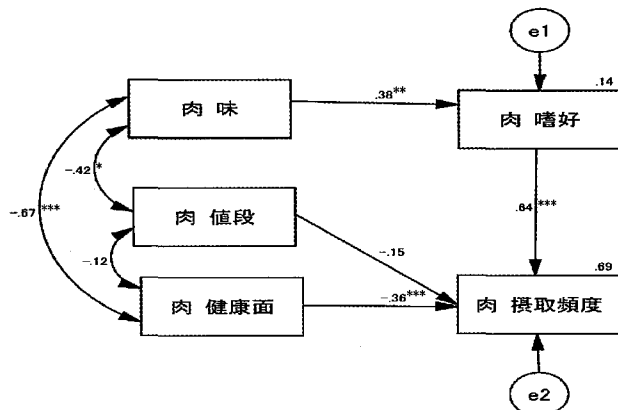 e1
.14
肉 味
.38**
肉 嗜好
-.42*
-.67***
肉 値段
.64***
-.12
-.15
.69
肉 健康面
-.36***
肉 摂取頻度
e2